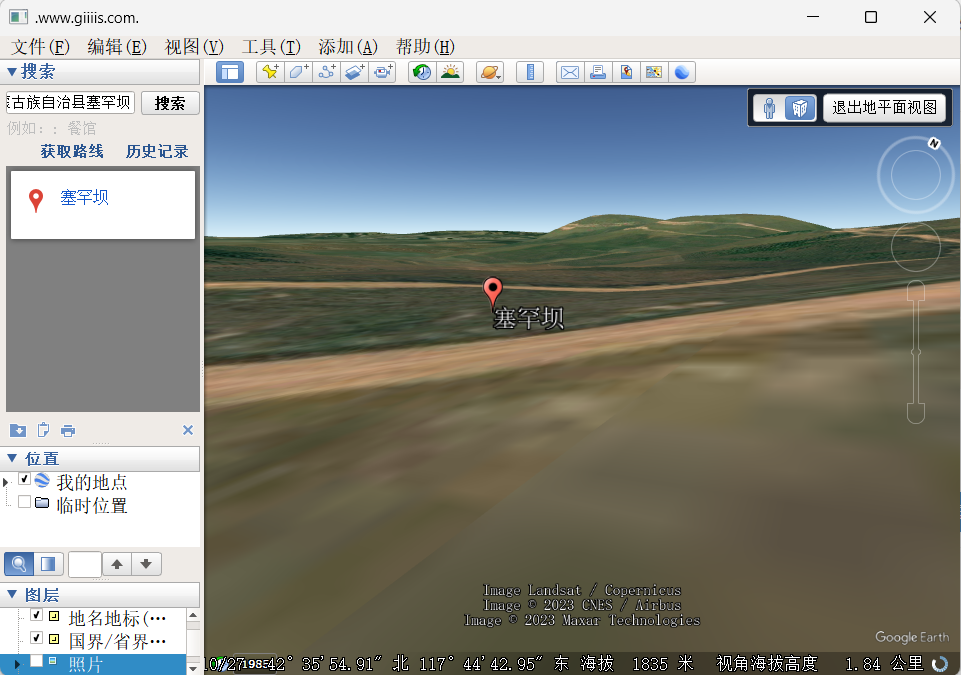 .www.giiiis.com.
文件(F) 编辑(E) 视图(V) 工具(T) 添加(A) 帮助(H)
搜索
古族自治县塞罕坝 搜索
例如：: 餐馆
获取路线 历史记录
塞罕坝
退出地平面视图
N
塞罕坝
位置
我的地点
临时位置
图层
地名地标(…
国界/省界…
照片
Image Landsat / Copernicus
Image © 2023 CNES / Airbus
Image © 2023 Maxar Technologies
Google Earth
10/27 1985 42° 35'54.91" 北 117° 44'42.95" 东 海拔 1835 米 视角海拔高度 1.84 公里